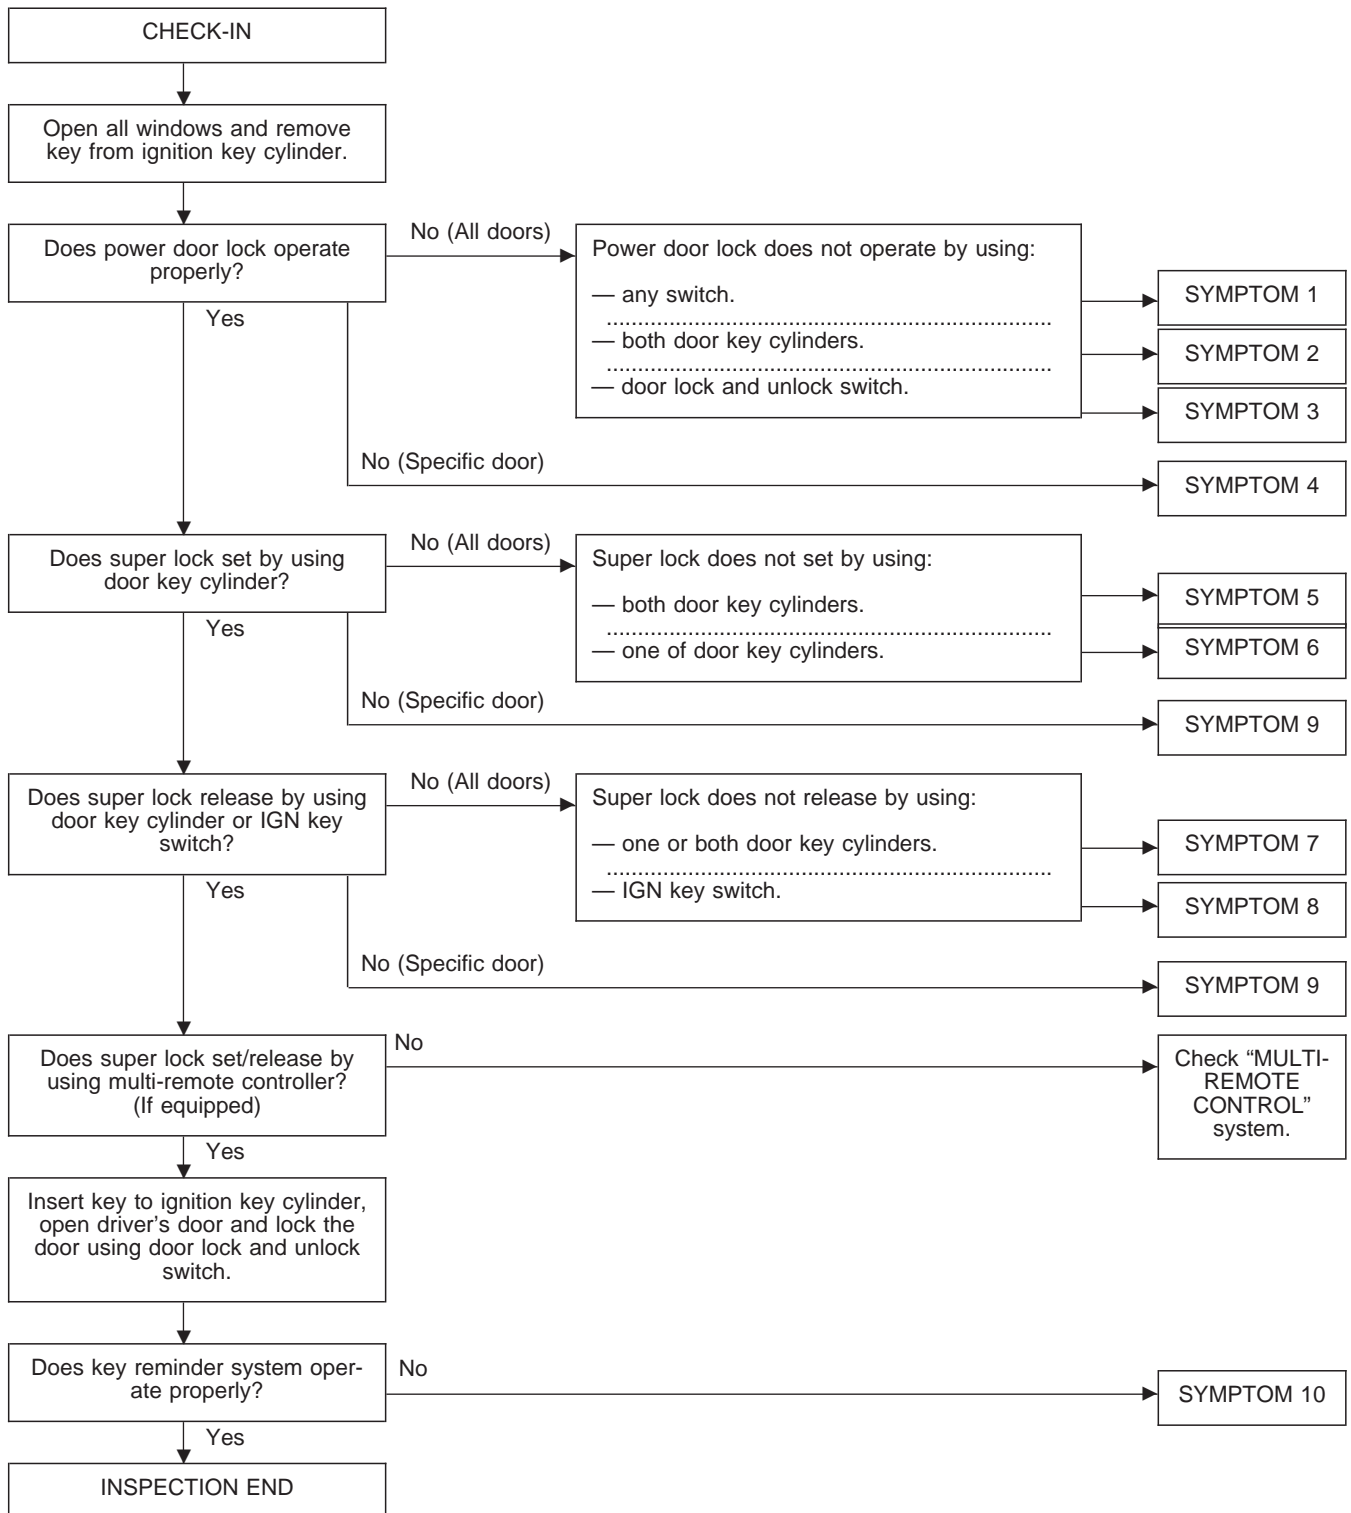 CHECK-IN
Open all windows and remove
key from ignition key cylinder.
Does power door lock operate
properly?
No (All doors)
Yes
Power door lock does not operate by using:
— any switch.
.......................................................................
— both door key cylinders.
.......................................................................
— door lock and unlock switch.
SYMPTOM 1
SYMPTOM 2
SYMPTOM 3
No (Specific door)
SYMPTOM 4
Does super lock set by using
door key cylinder?
No (All doors)
Yes
Super lock does not set by using:
— both door key cylinders.
.......................................................................
— one of door key cylinders.
SYMPTOM 5
SYMPTOM 6
No (Specific door)
SYMPTOM 9
Does super lock release by using
door key cylinder or IGN key
switch?
No (All doors)
Yes
Super lock does not release by using:
— one or both door key cylinders.
.......................................................................
— IGN key switch.
SYMPTOM 7
SYMPTOM 8
No (Specific door)
SYMPTOM 9
Does super lock set/release by
using multi-remote controller?
(If equipped)
No
Yes
Check “MULTI-
REMOTE
CONTROL”
system.
Insert key to ignition key cylinder,
open driver's door and lock the
door using door lock and unlock
switch.
Does key reminder system oper-
ate properly?
No
Yes
SYMPTOM 10
INSPECTION END